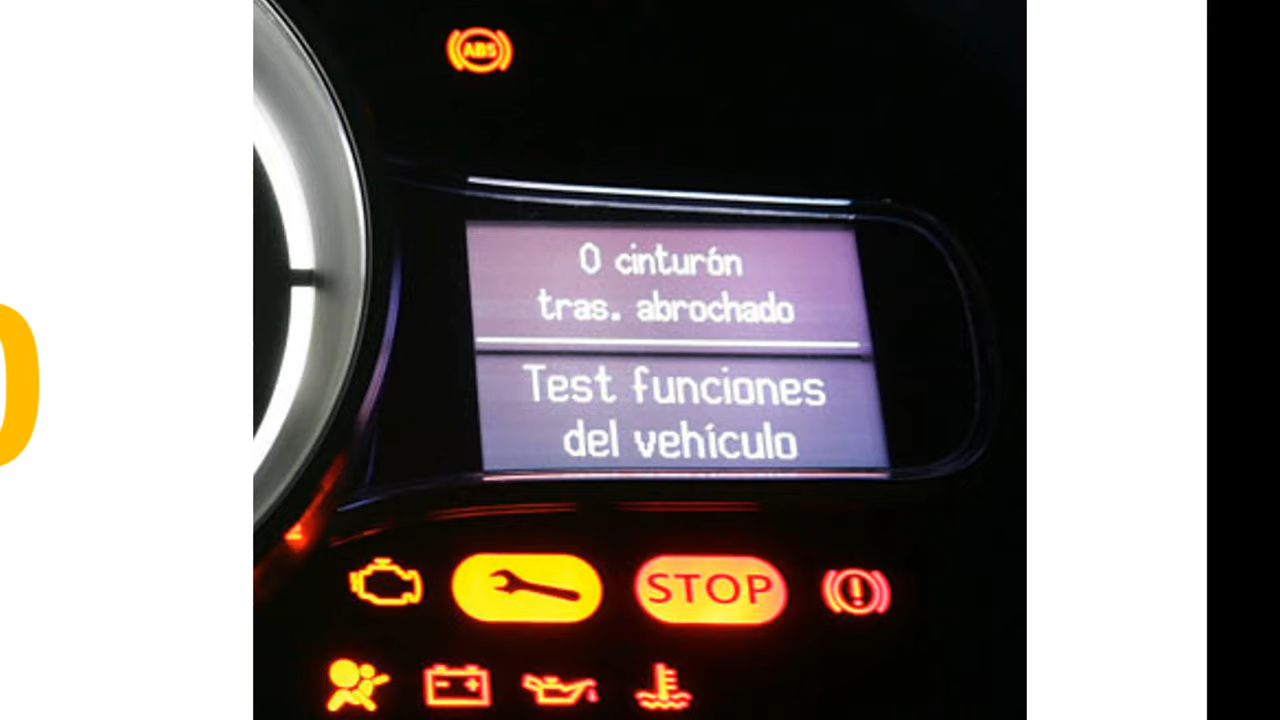 ABS
0 cinturón
tras. abrochado
Test funciones
del vehículo
STOP